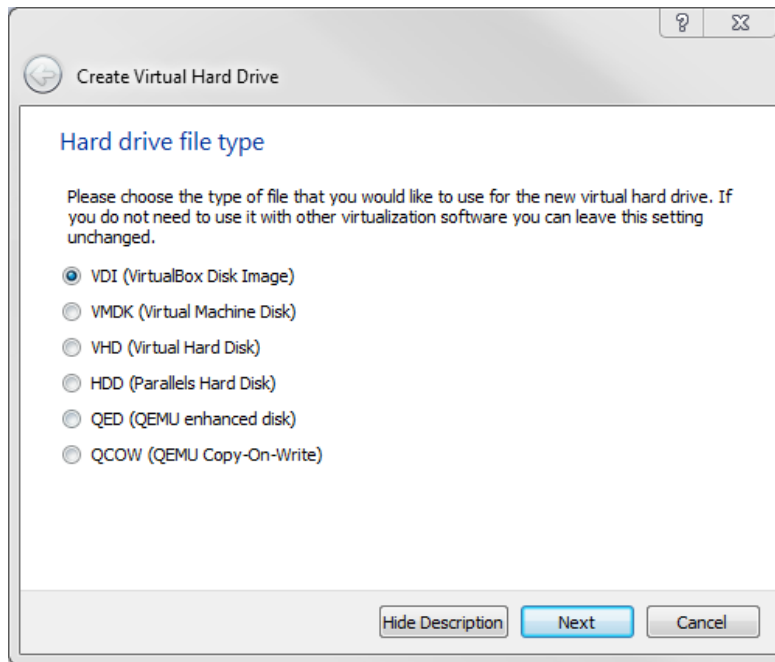 Create Virtual Hard Drive
Hard drive file type
Please choose the type of file that you would like to use for the new virtual hard drive. If
you do not need to use it with other virtualization software you can leave this setting
unchanged.
VDI (VirtualBox Disk Image)
VMDK (Virtual Machine Disk)
VHD (Virtual Hard Disk)
HDD (Parallels Hard Disk)
QED (QEMU enhanced disk)
QCOW (QEMU Copy-On-Write)
Hide Description Next Cancel